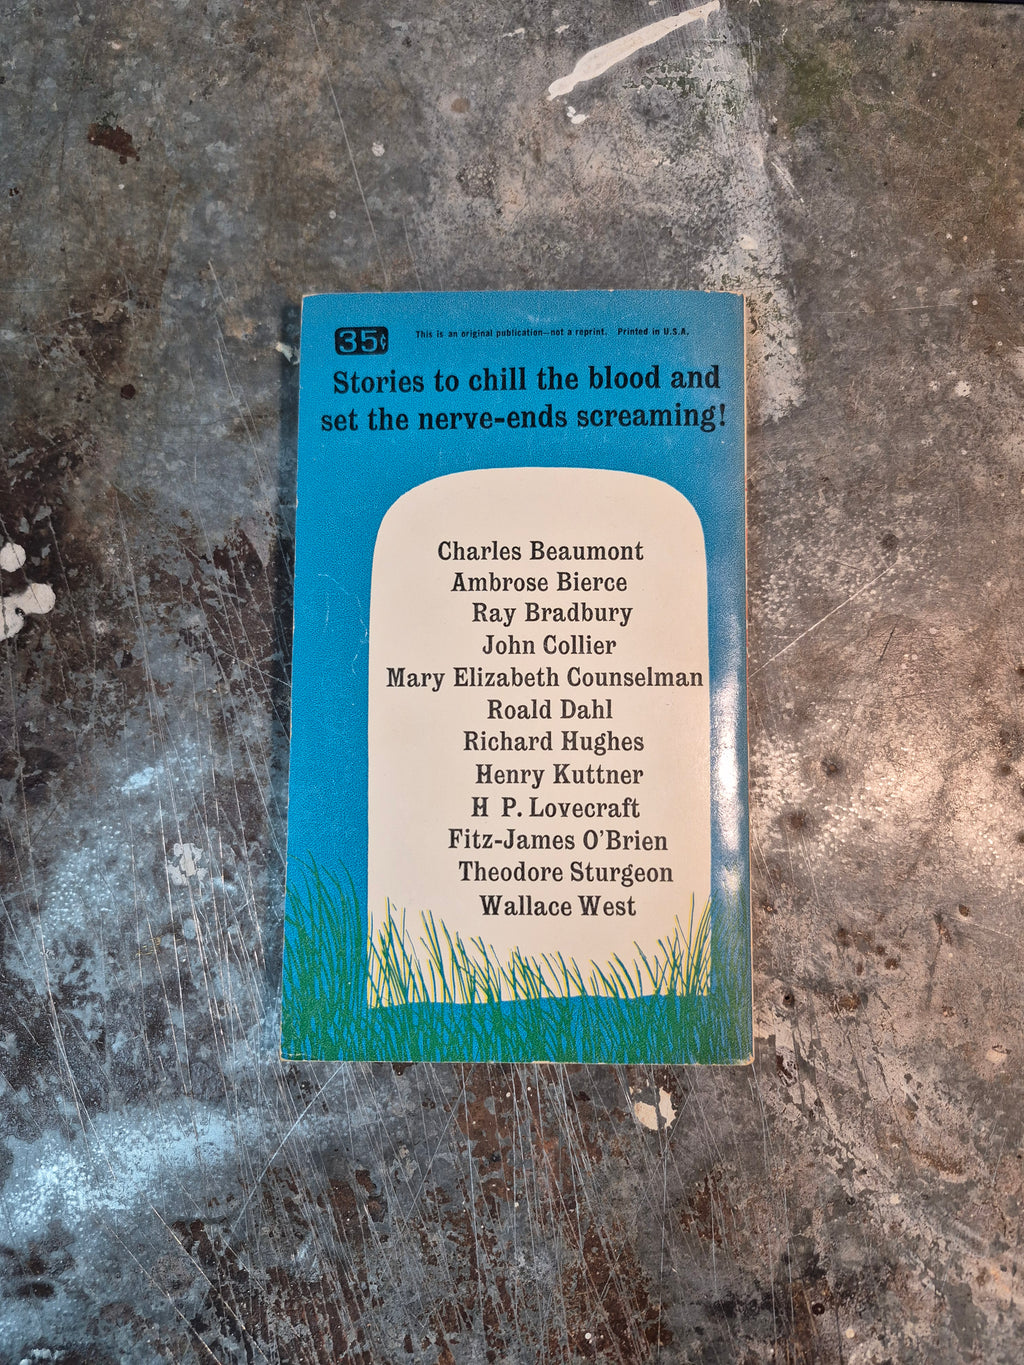 35¢ This is an original publication—not a reprint. Printed in U.S.A.
Stories to chill the blood and
set the nerve-ends screaming!
Charles Beaumont
Ambrose Bierce
Ray Bradbury
John Collier
Mary Elizabeth Counselman
Roald Dahl
Richard Hughes
Henry Kuttner
H P. Lovecraft
Fitz-James O'Brien
Theodore Sturgeon
Wallace West